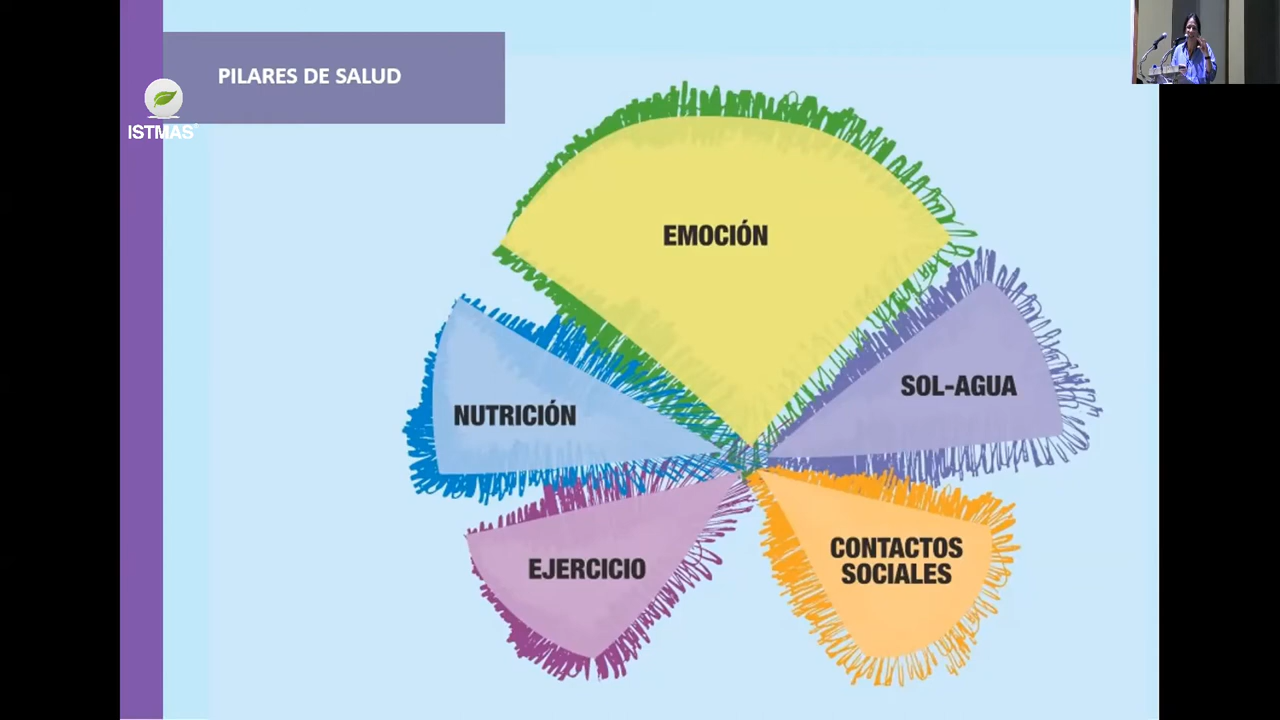 PILARES DE SALUD
ISTMAS
EMOCIÓN
SOL-AGUA
NUTRICIÓN
CONTACTOS
SOCIALES
EJERCICIO